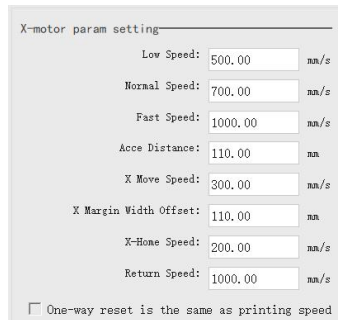 X-motor param setting
Low Speed: 500.00 mm/s
Normal Speed: 700.00 mm/s
Fast Speed: 1000.00 mm/s
Acce Distance: 110.00 mm
X Move Speed: 300.00 mm/s
X Margin Width Offset: 110.00 mm
X-Home Speed: 200.00 mm/s
Return Speed: 1000.00 mm/s
One-way reset is the same as printing speed